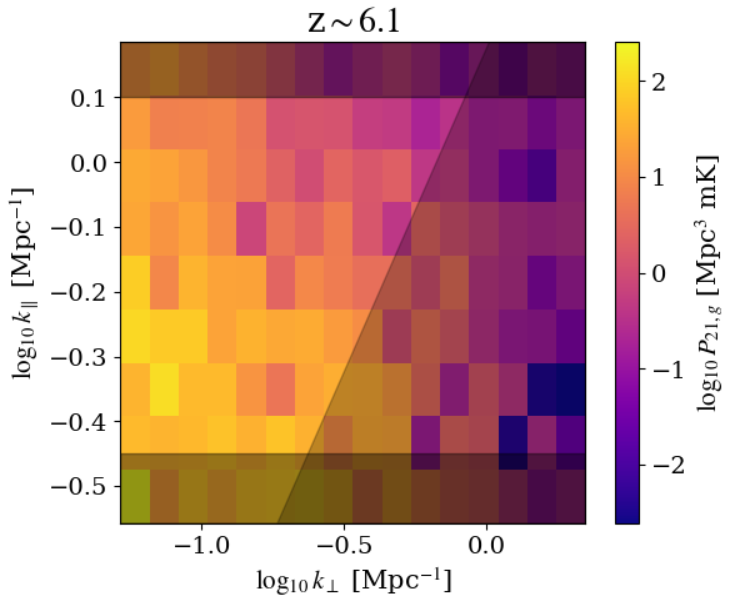 z∼6.1
0.1
0.0
−0.1
−0.2
−0.3
−0.4
−0.5
log₁₀ k∥ [Mpc⁻¹]
−1.0 −0.5 0.0
log₁₀ k⊥ [Mpc⁻¹]
2
1
0
−1
−2
log₁₀ P₂₁,g [Mpc³ mK]